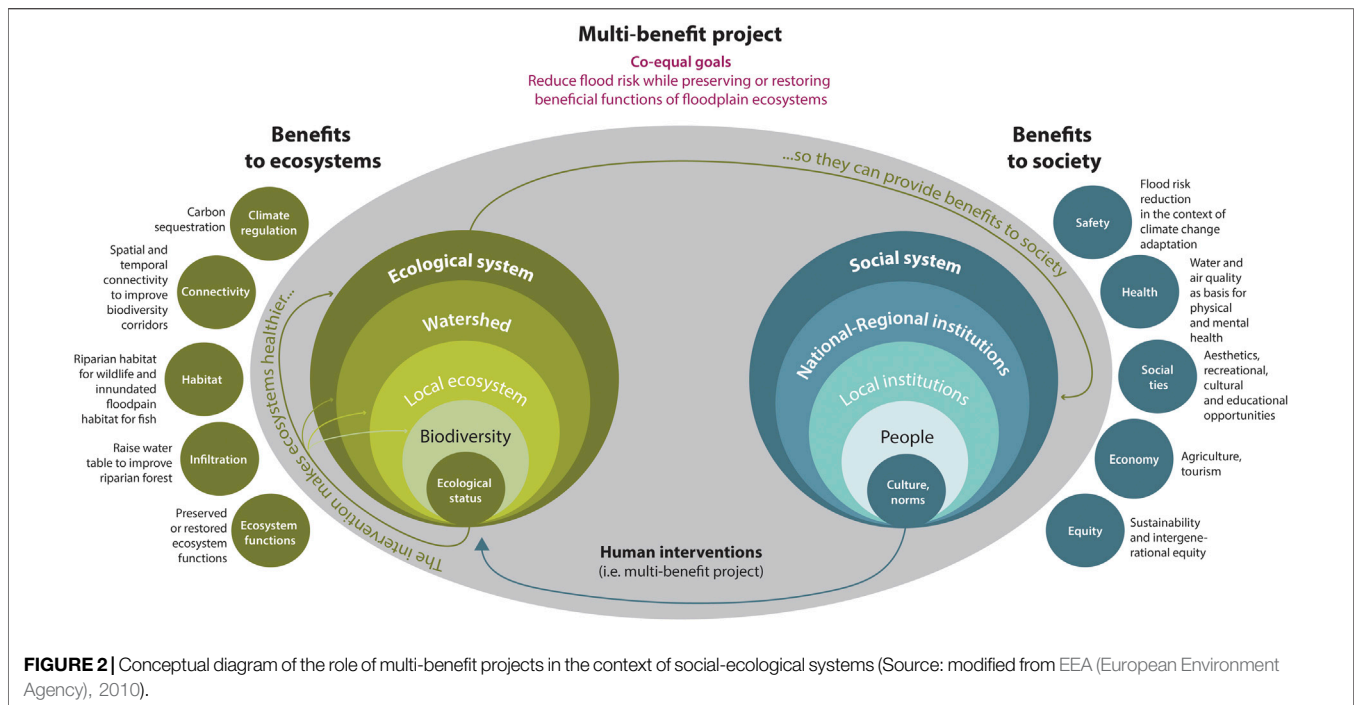 Multi-benefit project
Co-equal goals
Reduce flood risk while preserving or restoring
beneficial functions of floodplain ecosystems
Benefits
to ecosystems
Carbon
sequestration
Climate
regulation
Spatial and
temporal
connectivity
to improve
biodiversity
corridors
Connectivity
Riparian habitat
for wildlife and
innundated
floodpain
habitat for fish
Habitat
Raise water
table to improve
riparian forest
Infiltration
Preserved
or restored
ecosystem
functions
Ecosystem
functions
The intervention makes ecosystems healthier...
Ecological system
Watershed
Local ecosystem
Biodiversity
Ecological
status
...so they can provide benefits to society
Social system
National-Regional institutions
Local institutions
People
Culture,
norms
Human interventions
(i.e. multi-benefit project)
Benefits
to society
Safety
Flood risk
reduction
in the context of
climate change
adaptation
Health
Water and
air quality
as basis for
physical
and mental
health
Social
ties
Aesthetics,
recreational,
cultural
and educational
opportunities
Economy
Agriculture,
tourism
Equity
Sustainability
and intergene-
rational equity
FIGURE 2 | Conceptual diagram of the role of multi-benefit projects in the context of social-ecological systems (Source: modified from EEA (European Environment
Agency), 2010).